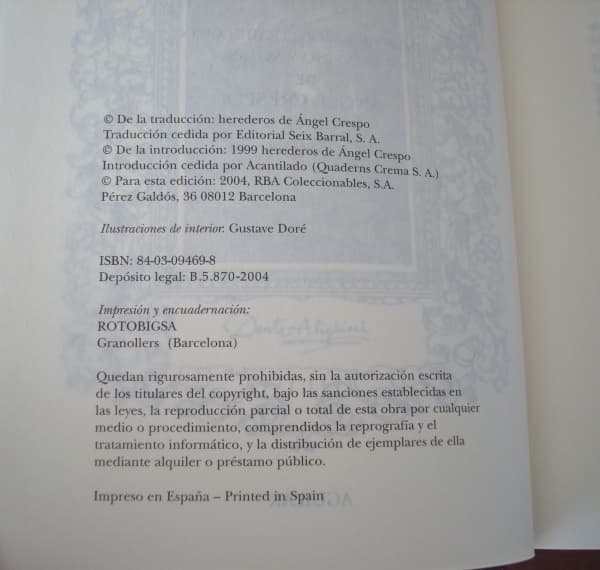 © De la traducción: herederos de Ángel Crespo
Traducción cedida por Editorial Seix Barral, S. A.
© De la introducción: 1999 herederos de Ángel Crespo
Introducción cedida por Acantilado (Quaderns Crema S. A.)
© Para esta edición: 2004, RBA Coleccionables, S.A.
Pérez Galdós, 36 08012 Barcelona
Ilustraciones de interior: Gustave Doré
ISBN: 84-03-09469-8
Depósito legal: B.5.870-2004
Impresión y encuadernación:
ROTOBIGSA
Granollers (Barcelona)
Quedan rigurosamente prohibidas, sin la autorización escrita
de los titulares del copyright, bajo las sanciones establecidas en
las leyes, la reproducción parcial o total de esta obra por cualquier
medio o procedimiento, comprendidos la reprografía y el
tratamiento informático, y la distribución de ejemplares de ella
mediante alquiler o préstamo público.
Impreso en España – Printed in Spain